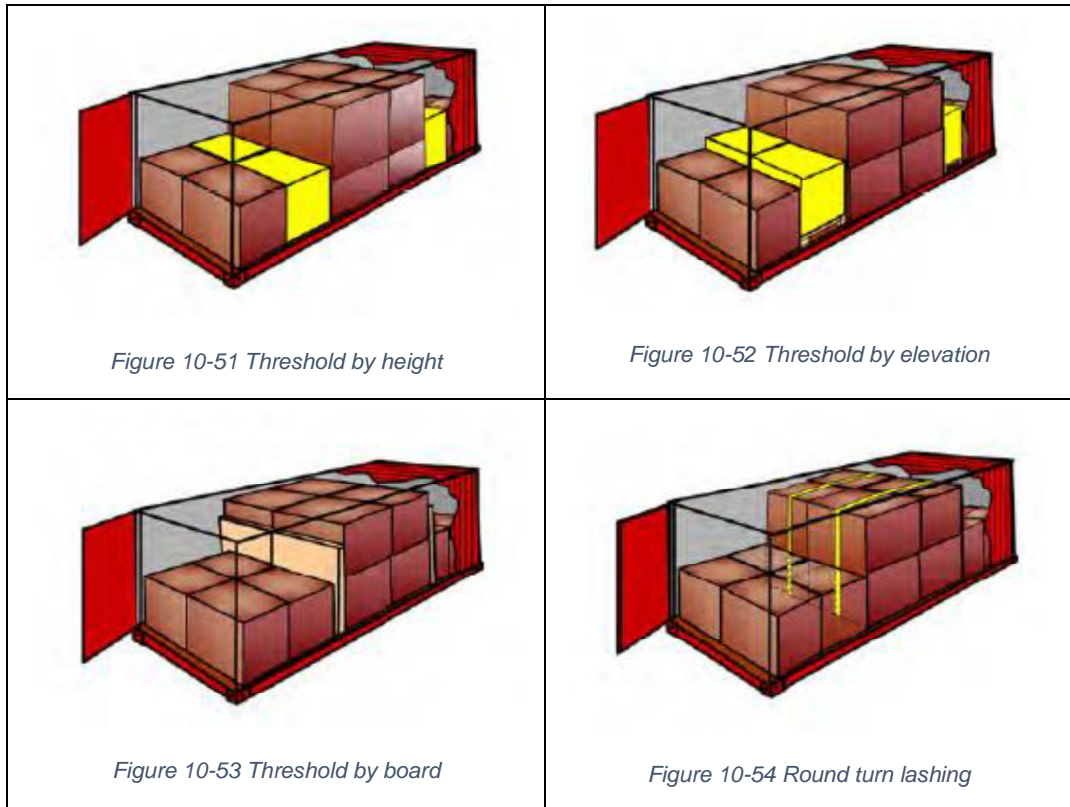 Figure 10-51 Threshold by height
Figure 10-52 Threshold by elevation
Figure 10-53 Threshold by board
Figure 10-54 Round turn lashing